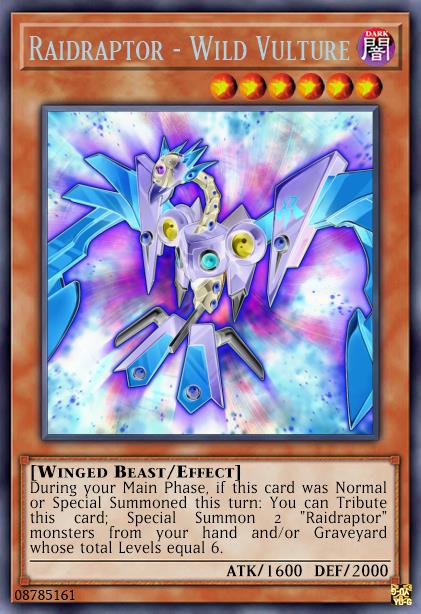 Raidraptor - Wild Vulture
DARK
闇
[Winged Beast/Effect]
During your Main Phase, if this card was Normal
or Special Summoned this turn: You can Tribute
this card; Special Summon 2 "Raidraptor"
monsters from your hand and/or Graveyard
whose total Levels equal 6.
ATK/1600 DEF/2000
08785161